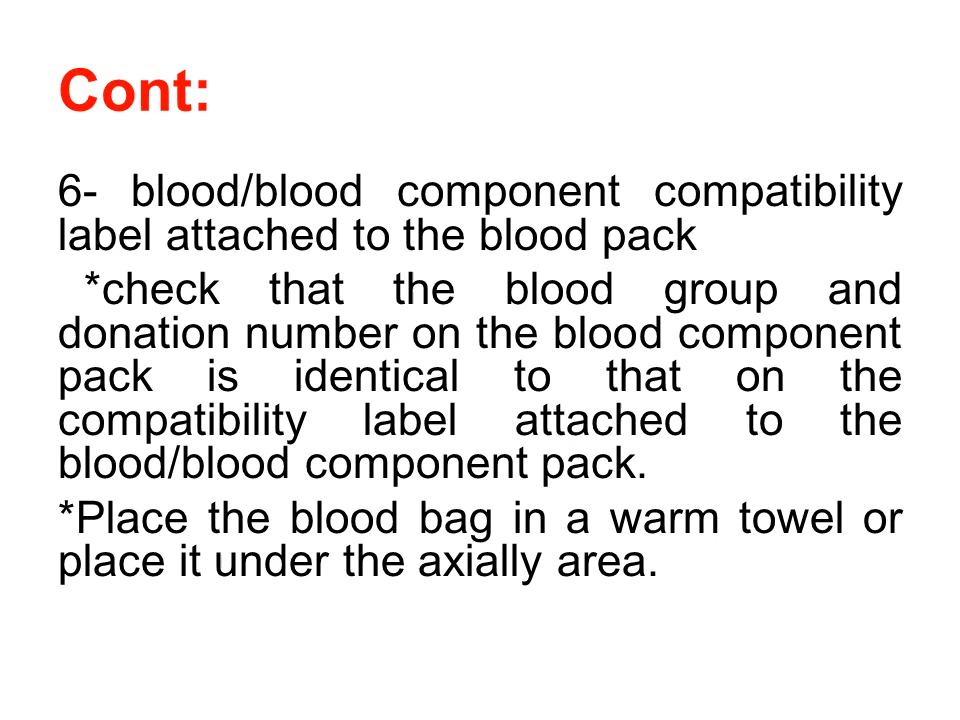 Cont:
6- blood/blood component compatibility
label attached to the blood pack
*check that the blood group and
donation number on the blood component
pack is identical to that on the
compatibility label attached to the
blood/blood component pack.
*Place the blood bag in a warm towel or
place it under the axially area.